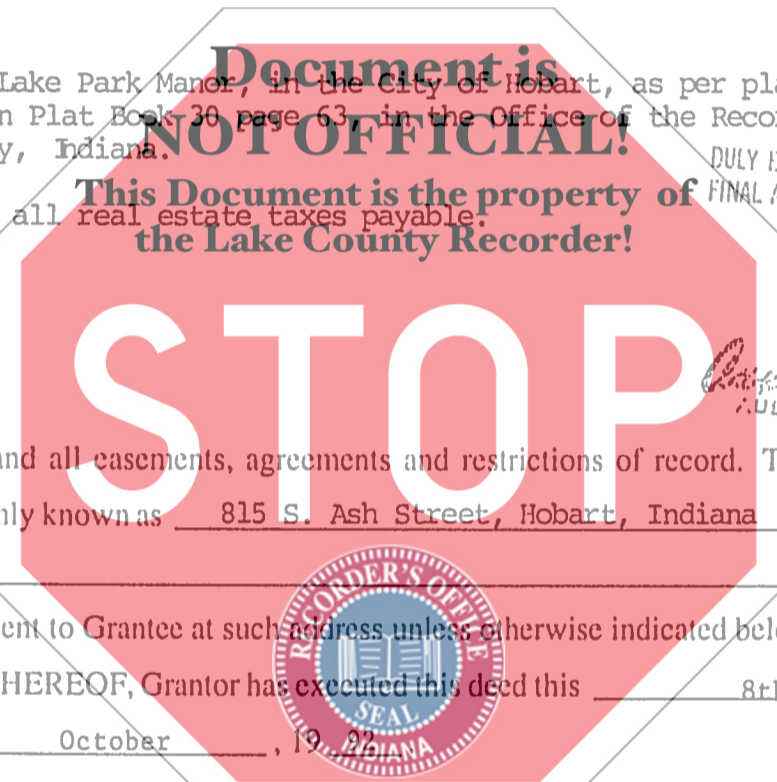 Document is
Lake Park Manor, in the City of Hobart, as per pla
n Plat Book 30 page 63, in the Office of the Reco
NOT OFFICIAL!
y, Indiana.
DULY
FINAL
This Document is the property of
all real estate taxes payable.
the Lake County Recorder!
STOP
and all easements, agreements and restrictions of record. T
nly known as 815 S. Ash Street, Hobart, Indiana
ent to Grantee at such address unless otherwise indicated bel
HEREOF, Grantor has executed this deed this 8th
October , 19 92
RECORDER'S OFFICE
SEAL
INDIANA